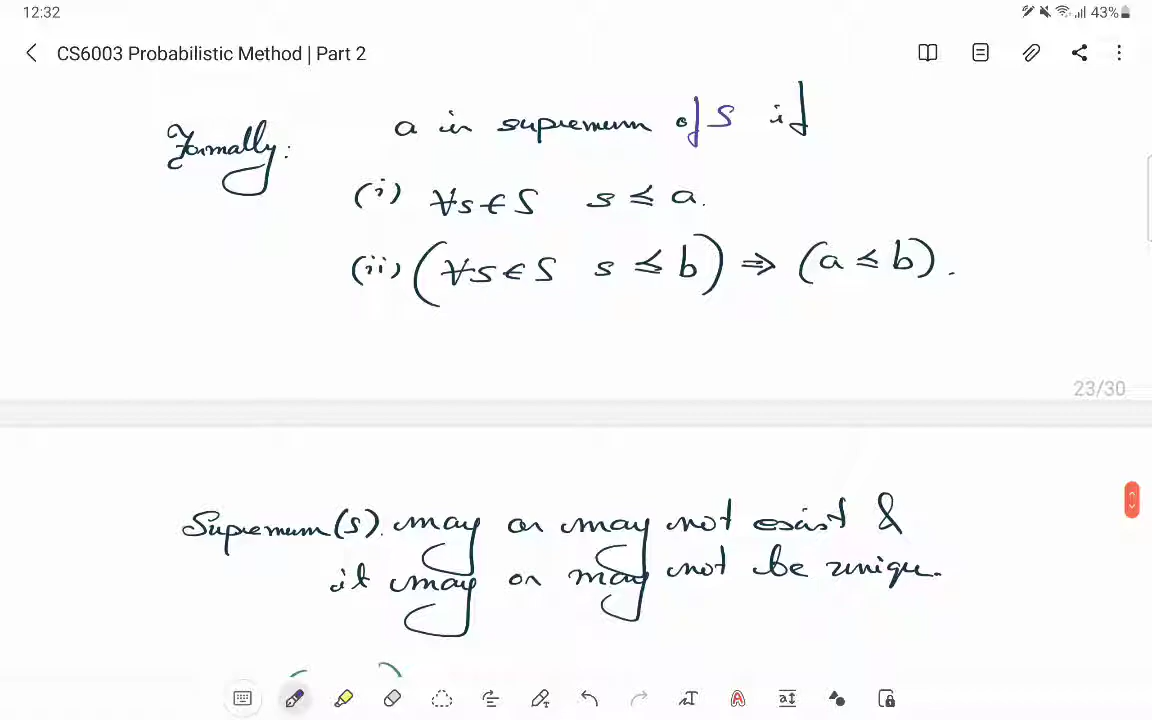 12:32
43%
CS6003 Probabilistic Method | Part 2
Formally: a is supremum of S if
(i) ∀s∈S s ≤ a.
(ii) (∀s∈S s ≤ b) ⇒ (a ≤ b).
23/30
Supremum(s). may or may not exist &
it may or may not be unique.